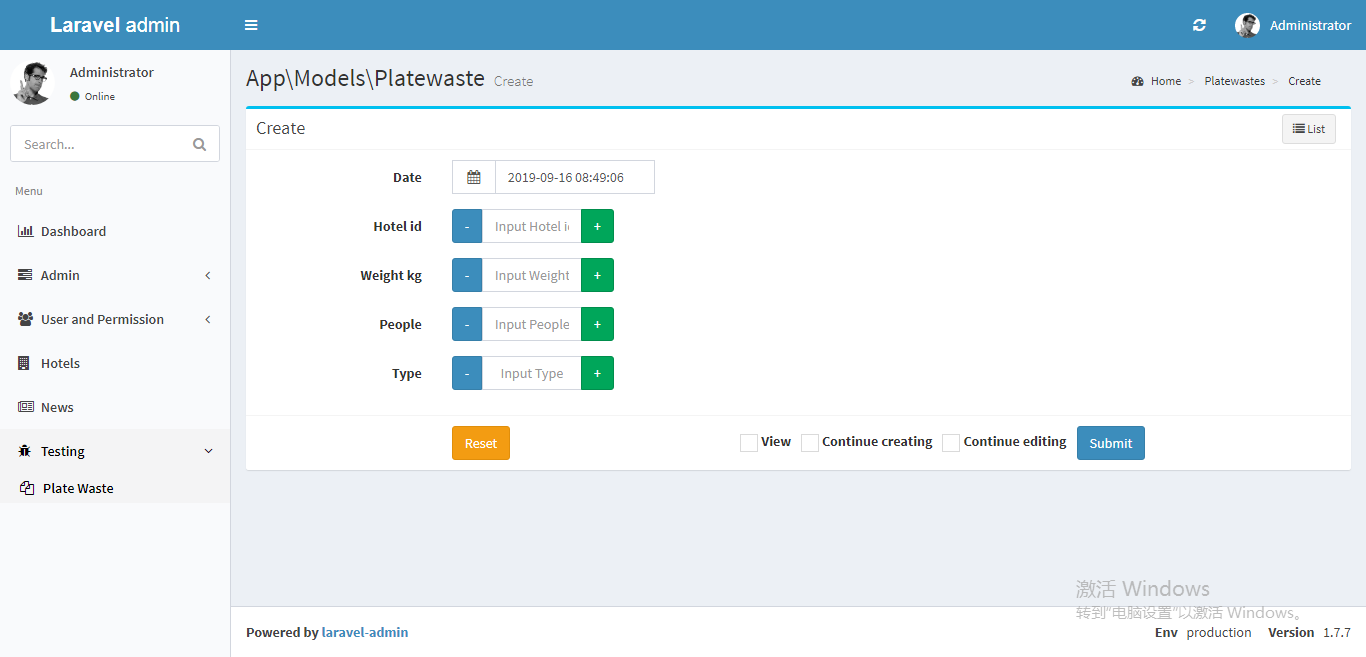 Laravel admin
Administrator
Administrator
Online
Search...
Menu
Dashboard
Admin
User and Permission
Hotels
News
Testing
Plate Waste
App\Models\Platewaste Create
Home > Platewastes > Create
Create
List
Date 2019-09-16 08:49:06
Hotel id - Input Hotel id +
Weight kg - Input Weight +
People - Input People +
Type - Input Type +
Reset View Continue creating Continue editing Submit
激活 Windows
转到"电脑设置"以激活 Windows。
Powered by laravel-admin
Env production Version 1.7.7